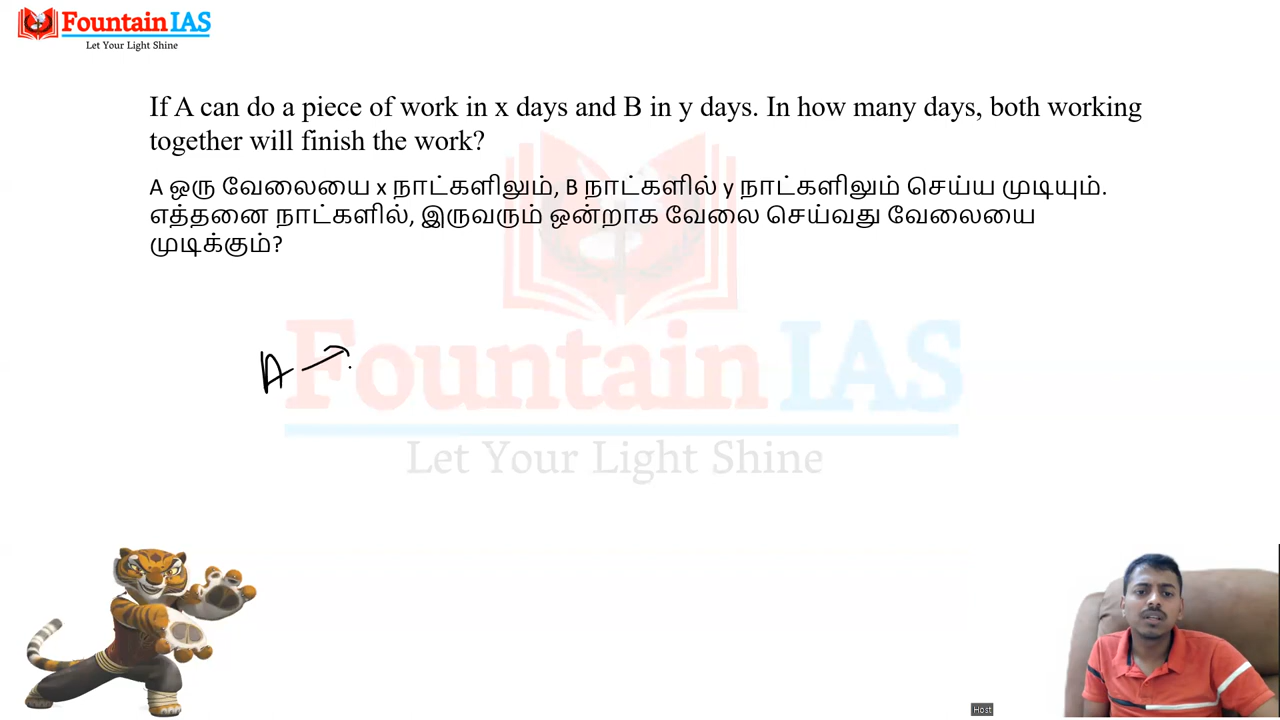 Fountain IAS
Let Your Light Shine
If A can do a piece of work in x days and B in y days. In how many days, both working
together will finish the work?
A ஒரு வேலையை x நாட்களிலும், B நாட்களில் y நாட்களிலும் செய்ய முடியும்.
எத்தனை நாட்களில், இருவரும் ஒன்றாக வேலை செய்வது வேலையை
முடிக்கும்?
A →
Fountain IAS
Let Your Light Shine
Host